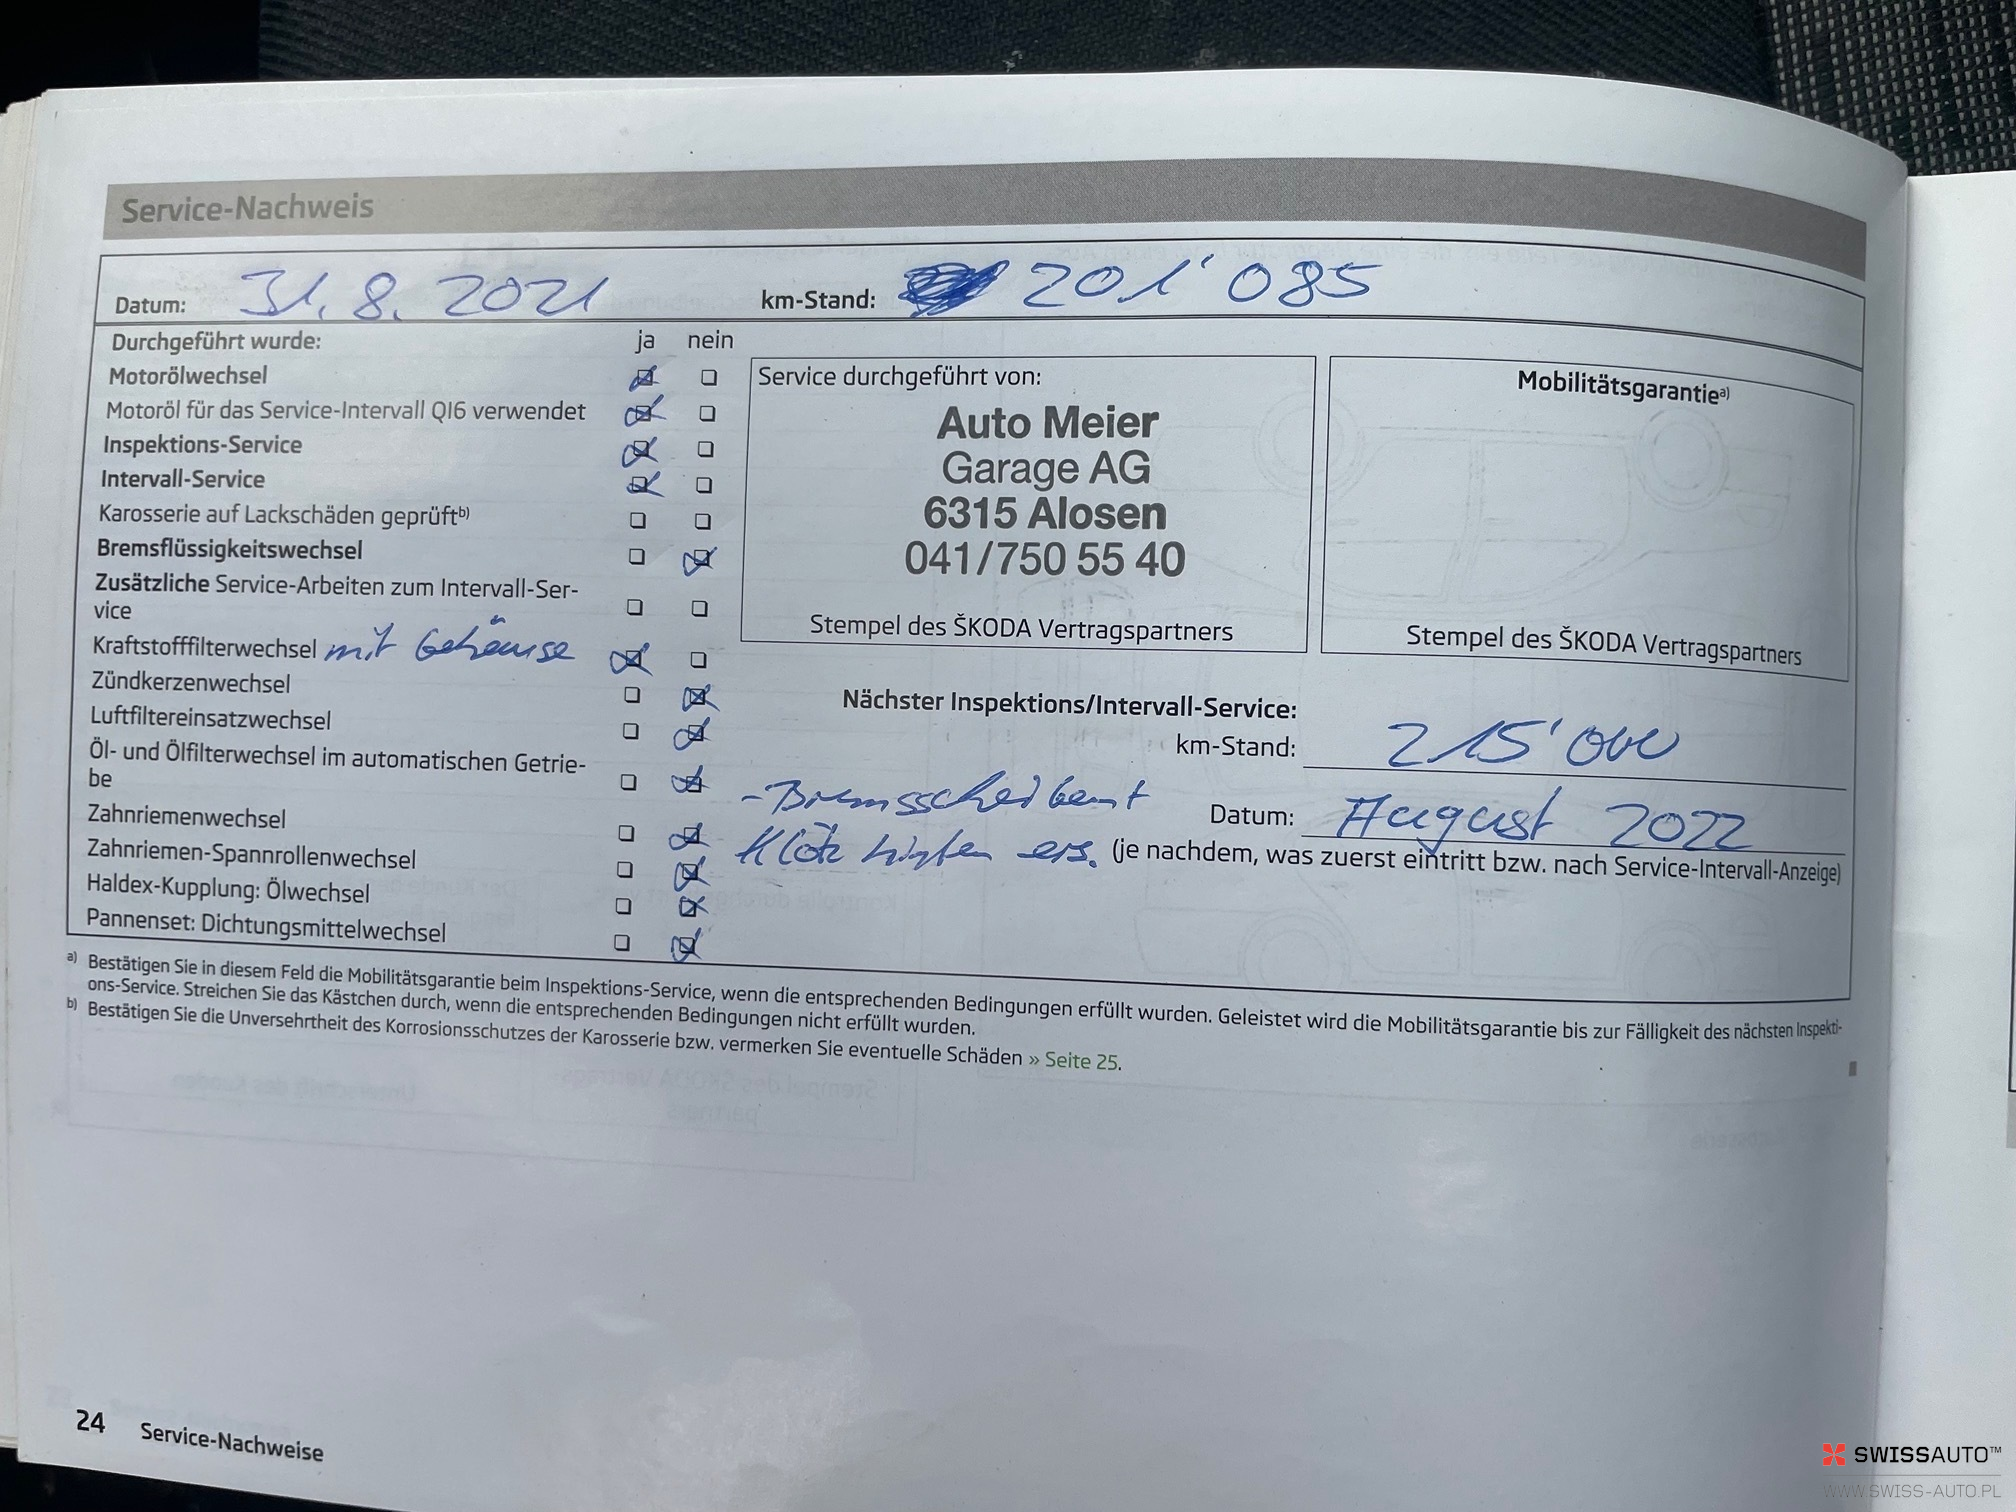 Service-Nachweis
Datum: 31.8.2021 km-Stand: 201'085
Durchgeführt wurde: ja nein
Motorölwechsel
Motoröl für das Service-Intervall QI6 verwendet
Inspektions-Service
Intervall-Service
Karosserie auf Lackschäden geprüft b)
Bremsflüssigkeitswechsel
Zusätzliche Service-Arbeiten zum Intervall-Ser-
vice
Kraftstofffilterwechsel mit Gehäuse
Zündkerzenwechsel
Luftfiltereinsatzwechsel
Öl- und Ölfilterwechsel im automatischen Getrie-
be
Zahnriemenwechsel
Zahnriemen-Spannrollenwechsel
Haldex-Kupplung: Ölwechsel
Pannenset: Dichtungsmittelwechsel
Service durchgeführt von:
Auto Meier
Garage AG
6315 Alosen
041/750 55 40
Stempel des ŠKODA Vertragspartners
Mobilitätsgarantie a)
Stempel des ŠKODA Vertragspartners
Nächster Inspektions/Intervall-Service:
km-Stand: 215'000
Datum: August 2022
(je nachdem, was zuerst eintritt bzw. nach Service-Intervall-Anzeige)
- Bremsscheiben +
Klötz hinten ers.
a) Bestätigen Sie in diesem Feld die Mobilitätsgarantie beim Inspektions-Service, wenn die entsprechenden Bedingungen erfüllt wurden. Geleistet wird die Mobilitätsgarantie bis zur Fälligkeit des nächsten Inspekti-
ons-Service. Streichen Sie das Kästchen durch, wenn die entsprechenden Bedingungen nicht erfüllt wurden.
b) Bestätigen Sie die Unversehrtheit des Korrosionsschutzes der Karosserie bzw. vermerken Sie eventuelle Schäden » Seite 25.
24 Service-Nachweise
SWISSAUTO™
WWW.SWISS-AUTO.PL